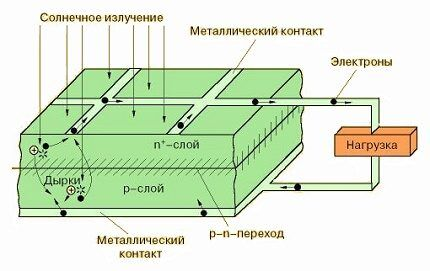 Солнечное излучение
Металлический контакт
Электроны
n⁺–слой
Нагрузка
Дырки
p–слой
p–n–переход
Металлический
контакт